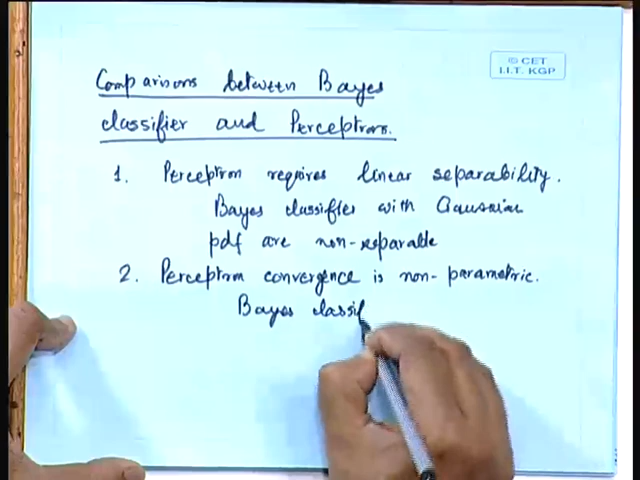 © CET
I.I.T. KGP
Comparisons between Bayes
classifier and Perceptrons.
1. Perceptron requires linear separability.
Bayes classifies with Gaussian
pdf are non-separable
2. Perceptron convergence is non-parametric.
Bayes classif